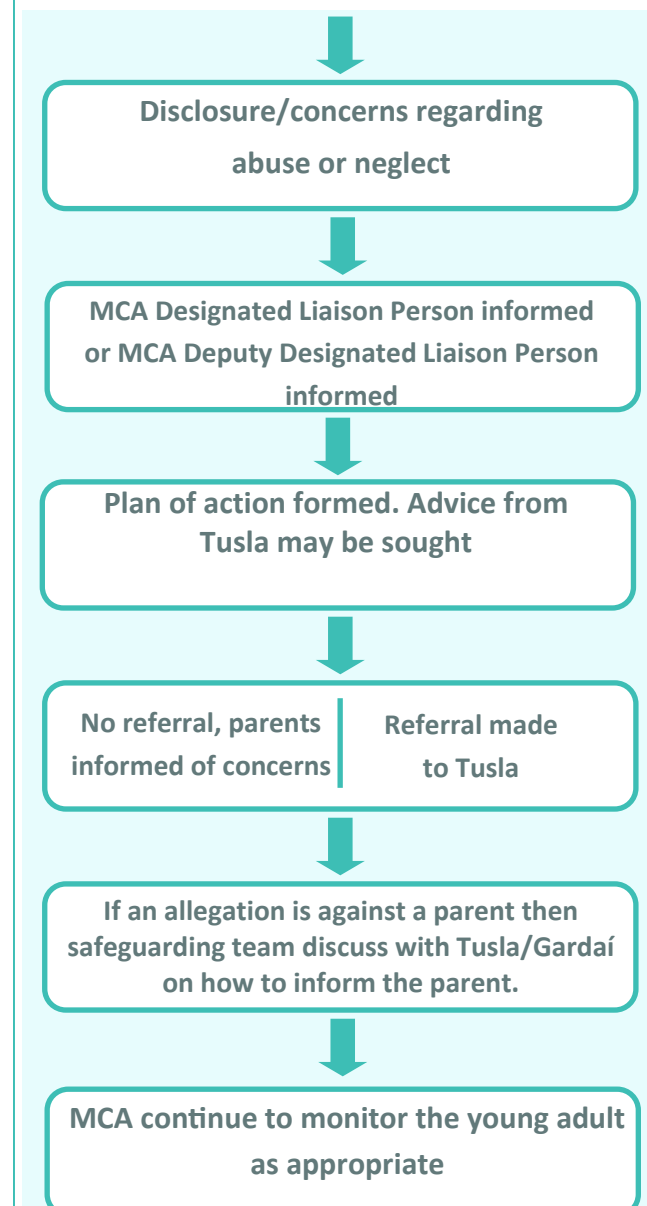 Disclosure/concerns regarding
abuse or neglect
MCA Designated Liaison Person informed
or MCA Deputy Designated Liaison Person
informed
Plan of action formed. Advice from
Tusla may be sought
No referral, parents
informed of concerns
Referral made
to Tusla
If an allegation is against a parent then
safeguarding team discuss with Tusla/Gardaí
on how to inform the parent.
MCA continue to monitor the young adult
as appropriate